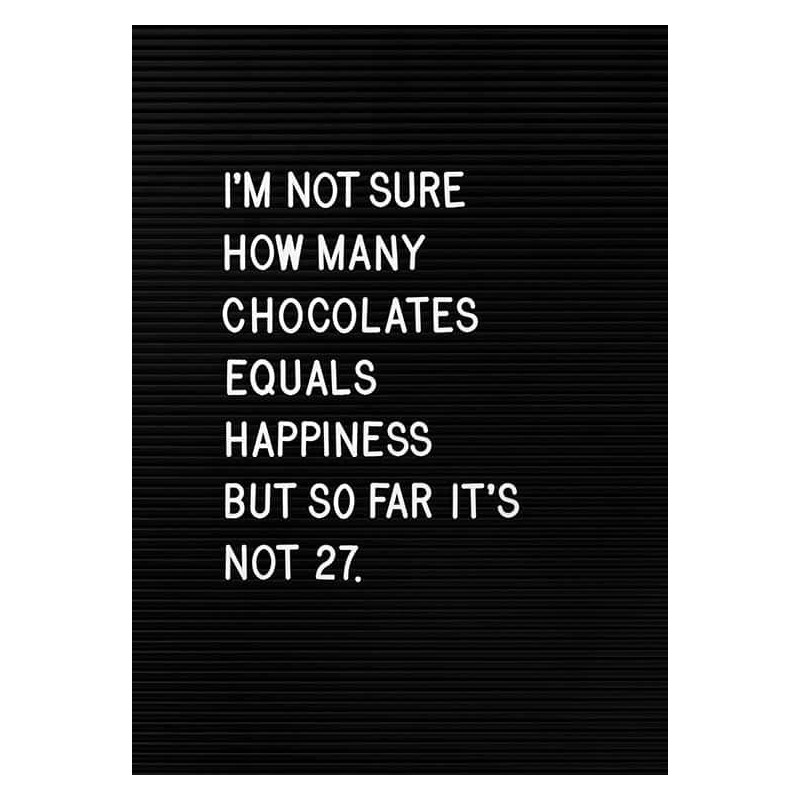 I'M NOT SURE
HOW MANY
CHOCOLATES
EQUALS
HAPPINESS
BUT SO FAR IT'S
NOT 27.